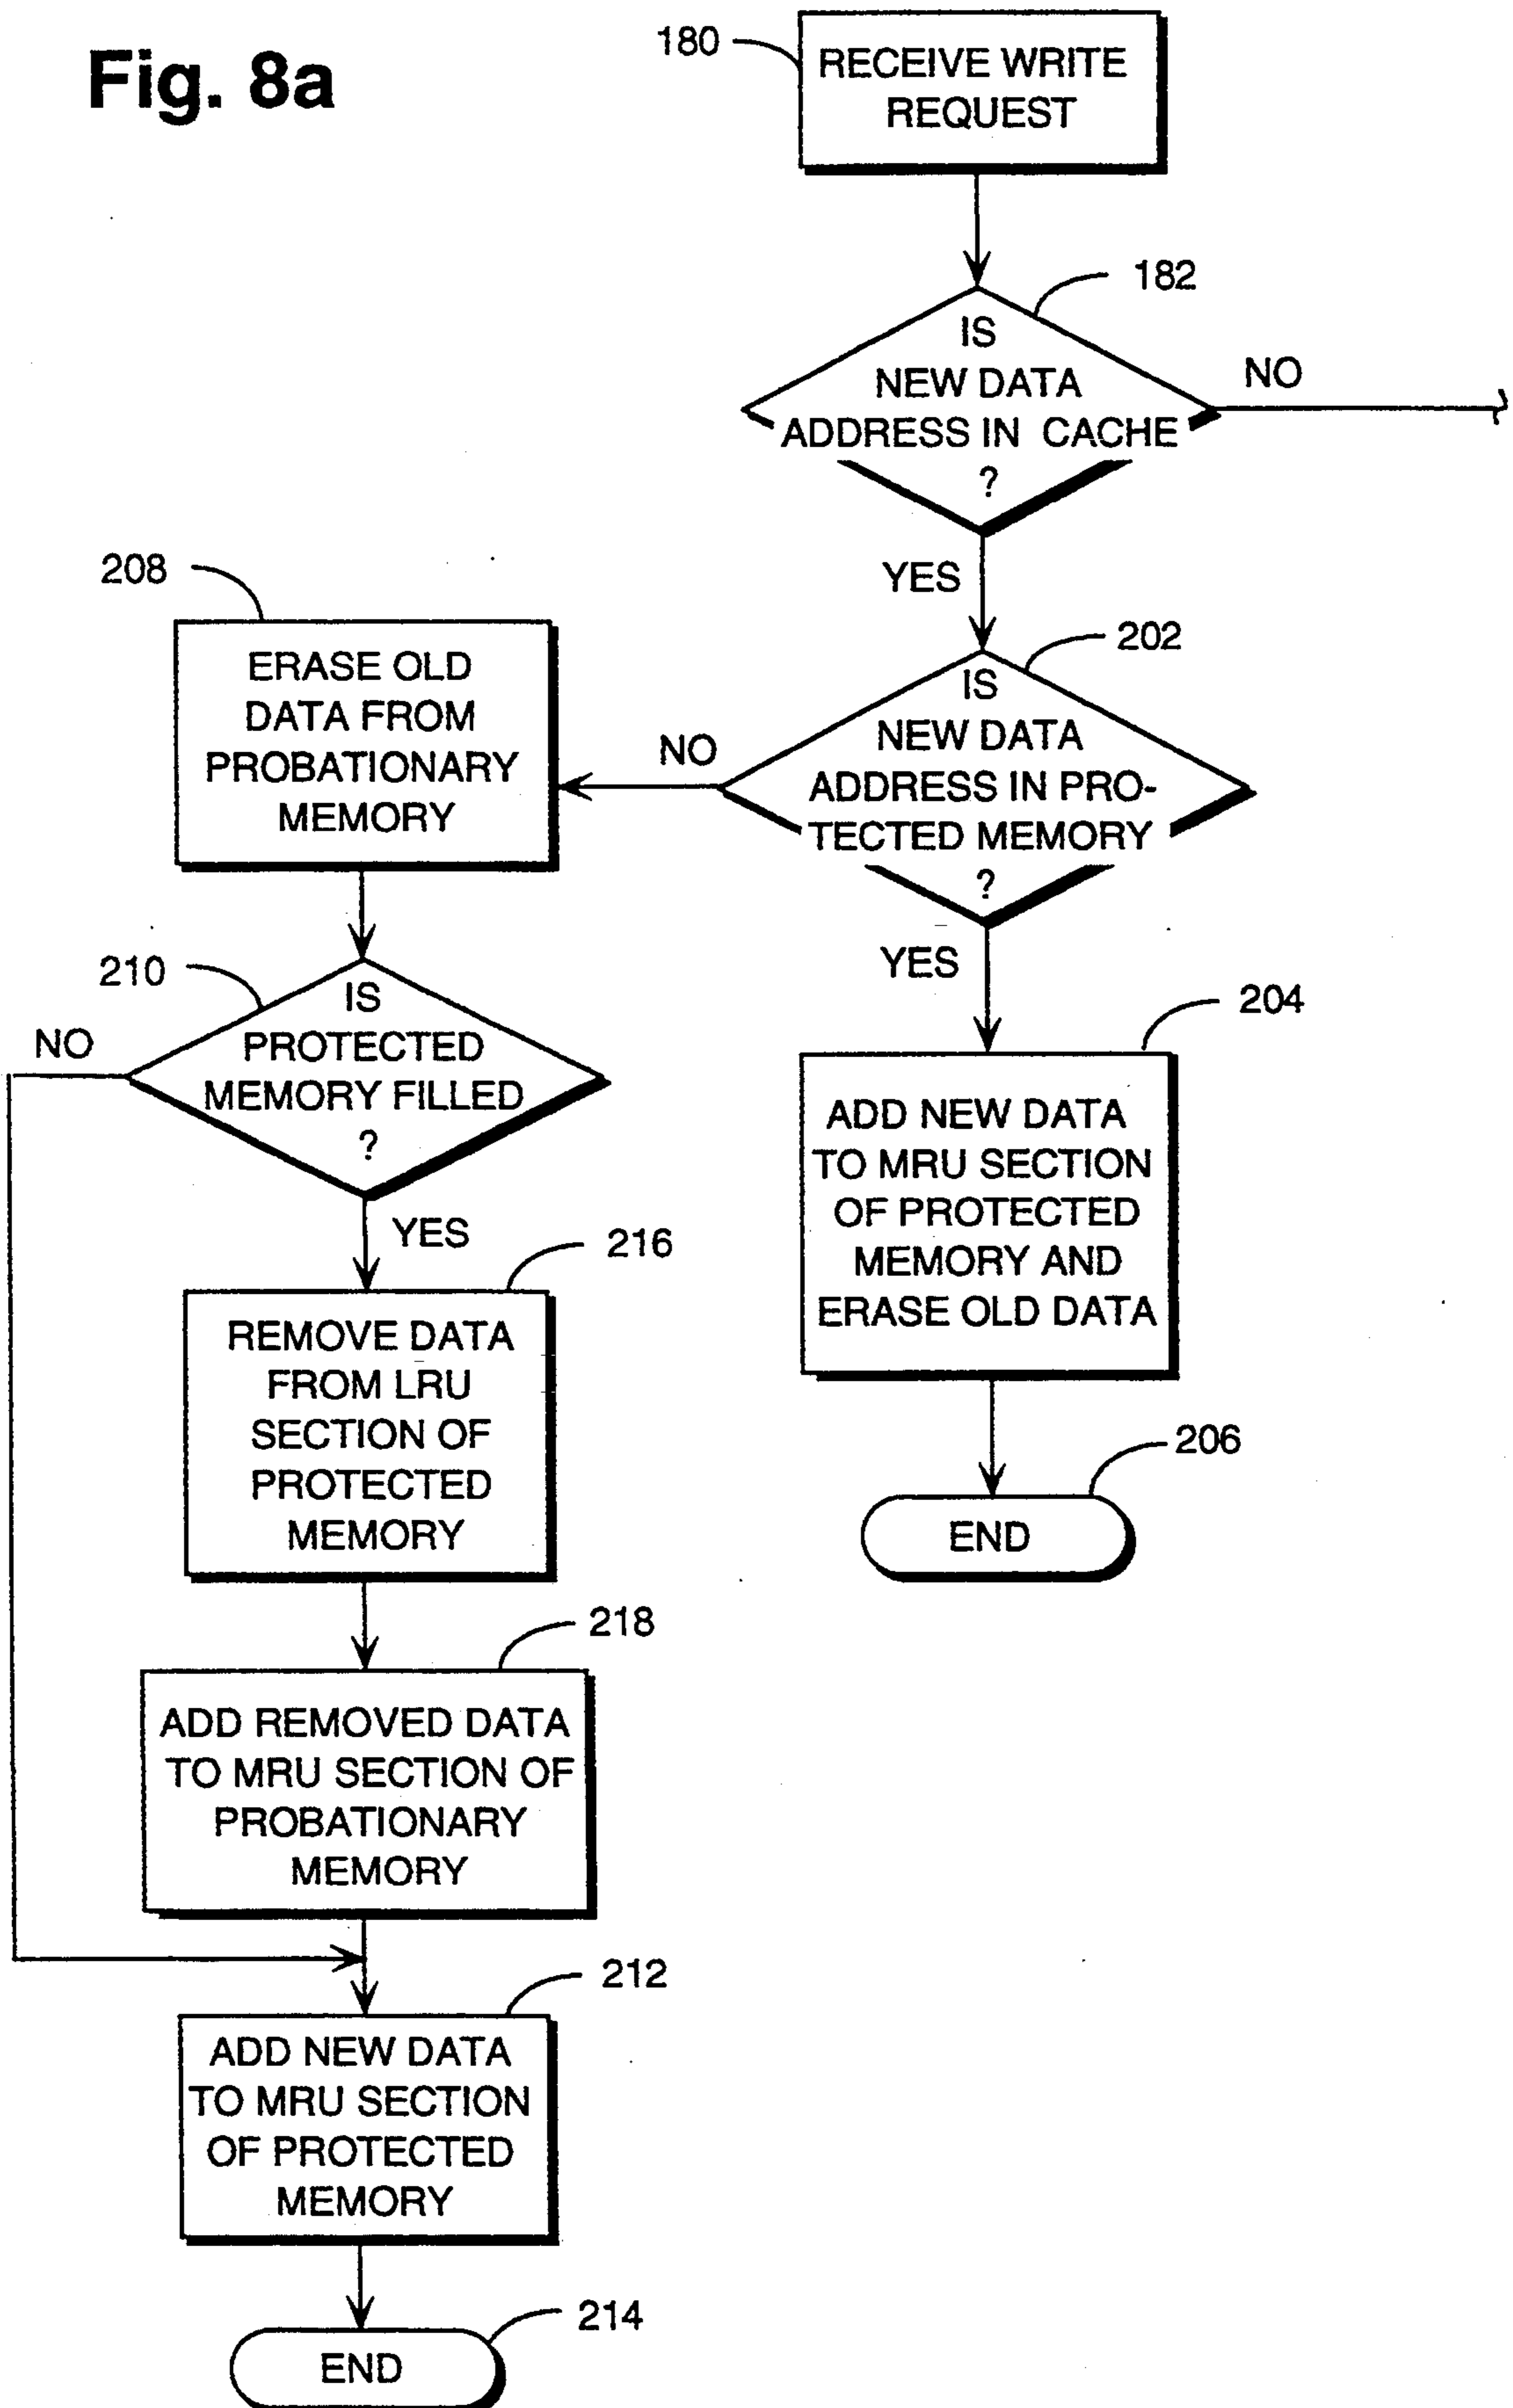 Fig. 8a
180
RECEIVE WRITE
REQUEST
182
IS
NEW DATA
ADDRESS IN CACHE
?
NO
YES
202
IS
NEW DATA
ADDRESS IN PRO-
TECTED MEMORY
?
NO
YES
208
ERASE OLD
DATA FROM
PROBATIONARY
MEMORY
210
IS
PROTECTED
MEMORY FILLED
?
NO
YES
204
ADD NEW DATA
TO MRU SECTION
OF PROTECTED
MEMORY AND
ERASE OLD DATA
206
END
216
REMOVE DATA
FROM LRU
SECTION OF
PROTECTED
MEMORY
218
ADD REMOVED DATA
TO MRU SECTION OF
PROBATIONARY
MEMORY
212
ADD NEW DATA
TO MRU SECTION
OF PROTECTED
MEMORY
214
END